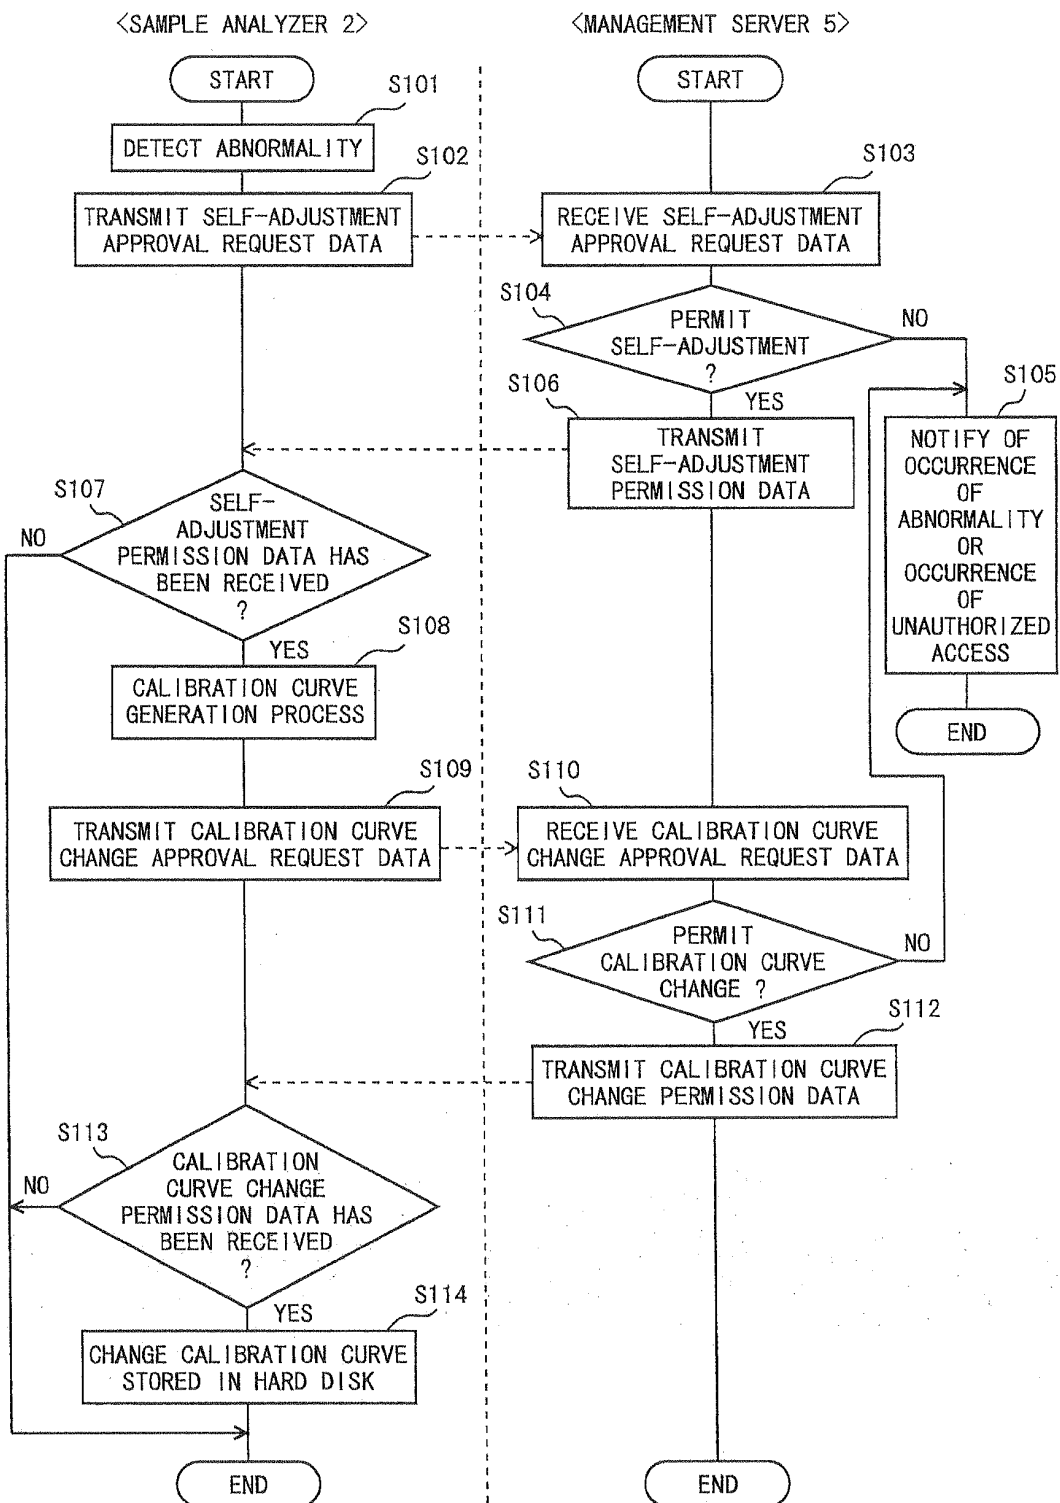 <SAMPLE ANALYZER 2>
<MANAGEMENT SERVER 5>
START
START
S101
DETECT ABNORMALITY
S102
TRANSMIT SELF-ADJUSTMENT
APPROVAL REQUEST DATA
S103
RECEIVE SELF-ADJUSTMENT
APPROVAL REQUEST DATA
S104
PERMIT
SELF-ADJUSTMENT
?
NO
YES
S105
NOTIFY OF
OCCURRENCE
OF
ABNORMALITY
OR
OCCURRENCE
OF
UNAUTHORIZED
ACCESS
END
S106
TRANSMIT
SELF-ADJUSTMENT
PERMISSION DATA
S107
SELF-
ADJUSTMENT
PERMISSION DATA HAS
BEEN RECEIVED
?
NO
YES
S108
CALIBRATION CURVE
GENERATION PROCESS
S109
TRANSMIT CALIBRATION CURVE
CHANGE APPROVAL REQUEST DATA
S110
RECEIVE CALIBRATION CURVE
CHANGE APPROVAL REQUEST DATA
S111
PERMIT
CALIBRATION CURVE
CHANGE ?
NO
YES
S112
TRANSMIT CALIBRATION CURVE
CHANGE PERMISSION DATA
S113
CALIBRATION
CURVE CHANGE
PERMISSION DATA HAS
BEEN RECEIVED
?
NO
YES
S114
CHANGE CALIBRATION CURVE
STORED IN HARD DISK
END
END